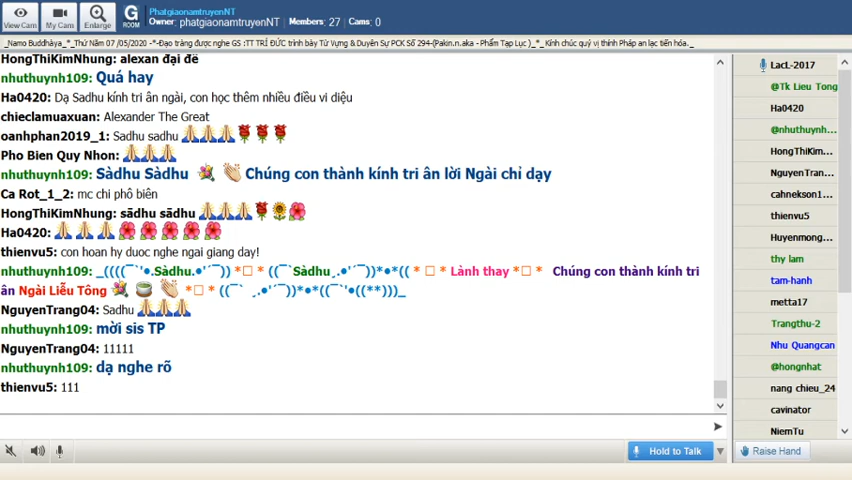 View Cam
My Cam
Enlarge
G
ROOM
PhatgiaonamtruyenNT
Owner: phatgiaonamtruyenNT Members: 27 Cams: 0
_Namo Buddhàya_*_Thứ Năm 07 /05/2020 -*-Đạo tràng được nghe GS :TT TRÍ ĐỨC trình bày Từ Vựng & Duyên Sự PCK Số 294-(Pakin.n.aka - Phẩm Tạp Lục )_*_ Kính chúc quý vị thính Pháp an lạc tiến hóa._
HongThiKimNhung: alexan đại đế
nhuthuynh109: Quá hay
Ha0420: Dạ Sadhu kính tri ân ngài, con học thêm nhiều điều vi diệu
chieclamuaxuan: Alexander The Great
oanhphan2019_1: Sadhu sadhu 🙏🙏🙏🌹🌹🌹
Pho Bien Quy Nhon: 🙏🙏🙏
nhuthuynh109: Sàdhu Sàdhu 💐 👏 Chúng con thành kính tri ân lời Ngài chỉ dạy
Ca Rot_1_2: mc chi phô biên
HongThiKimNhung: sādhu sādhu 🙏🙏🙏🌹🌻🌺
Ha0420: 🙏 🙏 🙏 🌺 🌺 🌺 🌺 🌺
thienvu5: con hoan hy duoc nghe ngai giang day!
nhuthuynh109: _((((¯`'•.Sàdhu.•'´¯)) *□ * ((¯`Sàdhu¸.•'´¯))*•*(( * □ * Lành thay *□ * Chúng con thành kính tri
ân Ngài Liễu Tông 💐 🍵 👏 *□ * ((¯` ¸.•'´¯))*•*((¯`'•((**)))_
NguyenTrang04: Sadhu 🙏🙏🙏
nhuthuynh109: mời sis TP
NguyenTrang04: 11111
nhuthuynh109: dạ nghe rõ
thienvu5: 111
LacL-2017
@Tk Lieu Tong
Ha0420
@nhuthuynh...
HongThiKim...
NguyenTran...
cahnekson1...
thienvu5
Huyenmong...
thy lam
tam-hanh
metta17
Trangthu-2
Nhu Quangcan
@hongnhat
nang chieu_24
cavinator
NiemTu
Hold to Talk
Raise Hand